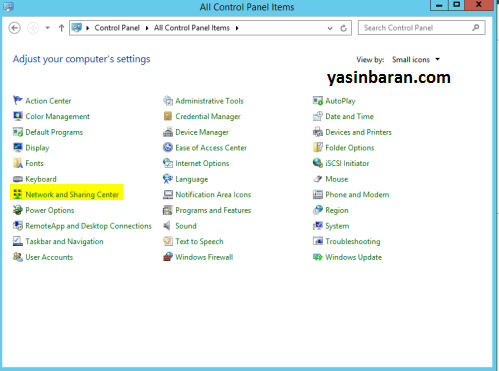 All Control Panel Items
Control Panel All Control Panel Items Search Control Panel
Adjust your computer's settings View by: Small icons
yasinbaran.com
Action Center Administrative Tools AutoPlay
Color Management Credential Manager Date and Time
Default Programs Device Manager Devices and Printers
Display Ease of Access Center Folder Options
Fonts Internet Options iSCSI Initiator
Keyboard Language Mouse
Network and Sharing Center Notification Area Icons Phone and Modem
Power Options Programs and Features Region
RemoteApp and Desktop Connections Sound System
Taskbar and Navigation Text to Speech Troubleshooting
User Accounts Windows Firewall Windows Update